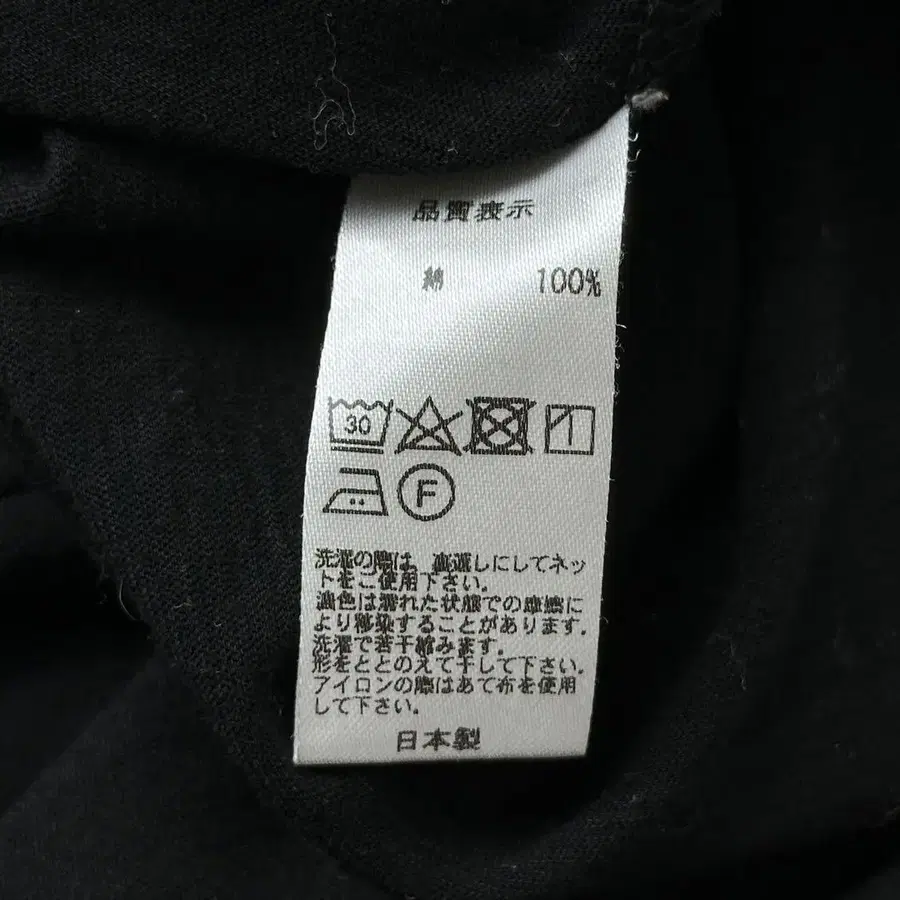 品質表示
綿 100%
30
F
洗濯の際は、裏返しにしてネッ
トをご使用下さい。
濃色は濡れた状態での摩擦に
より移染することがあります。
洗濯で若干縮みます。
形をととのえて干して下さい。
アイロンの際はあて布を使用
して下さい。
日本製